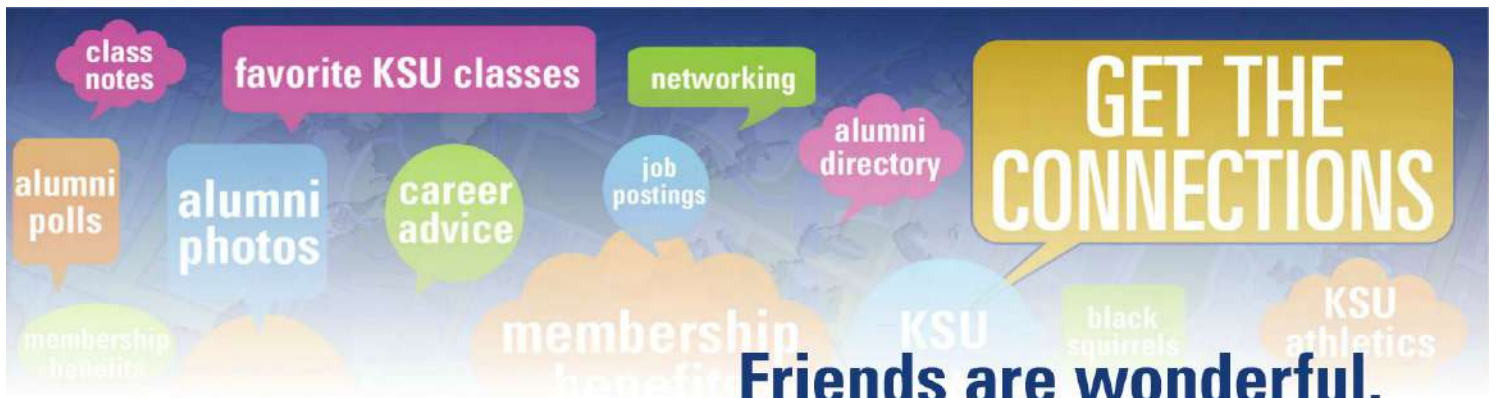 class
notes
favorite KSU classes
networking
GET THE
CONNECTIONS
alumni
directory
alumni
polls
alumni
photos
career
advice
job
postings
membership
benefits
membership
benefits
KSU
black
squirrels
KSU
athletics
Friends are wonderful.